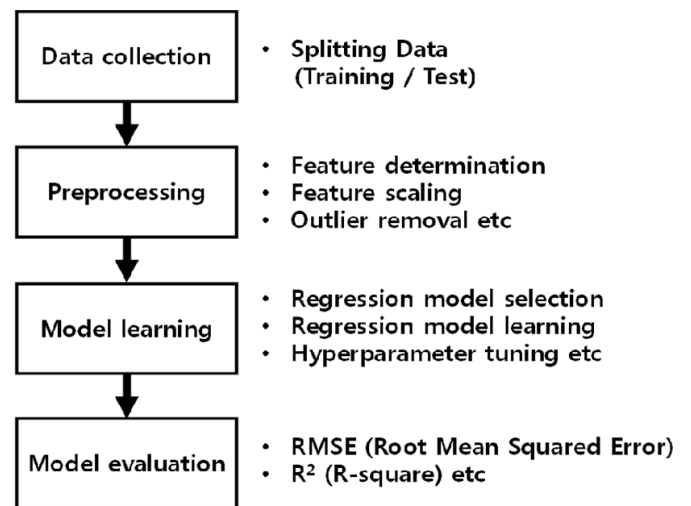 Data collection
• Splitting Data
(Training / Test)
Preprocessing
• Feature determination
• Feature scaling
• Outlier removal etc
Model learning
• Regression model selection
• Regression model learning
• Hyperparameter tuning etc
Model evaluation
• RMSE (Root Mean Squared Error)
• R² (R-square) etc